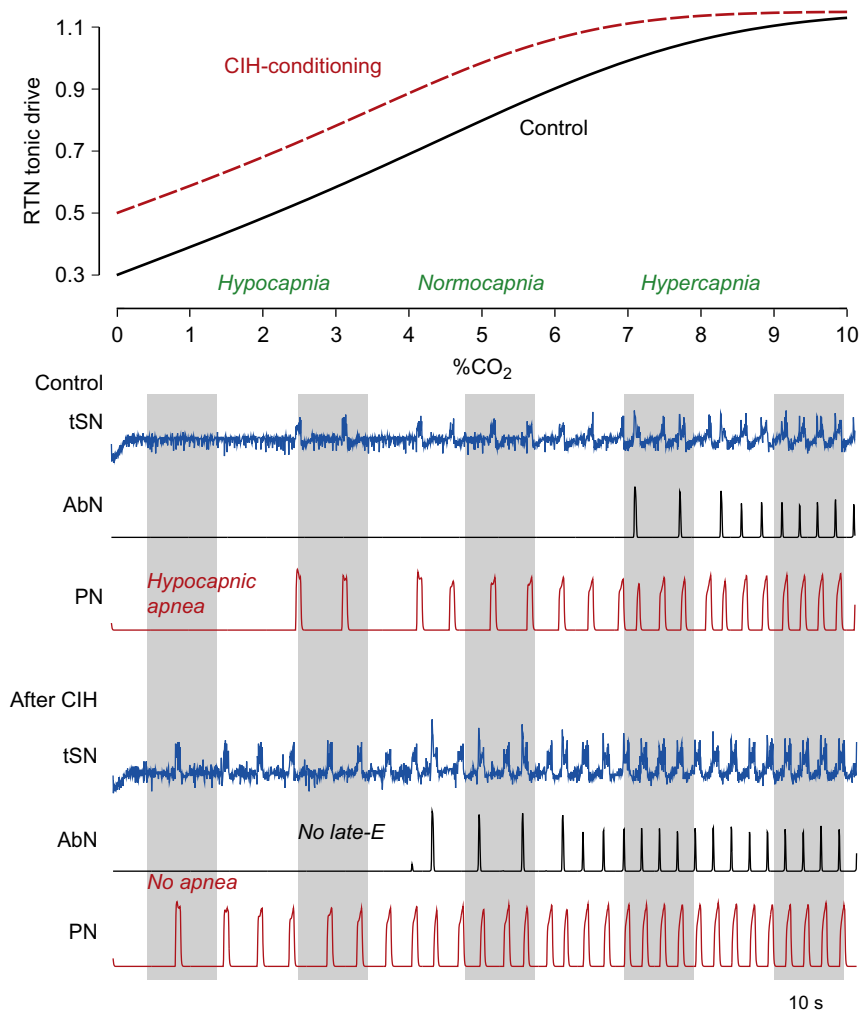 1.1
CIH-conditioning
0.9
Control
RTN tonic drive
0.7
0.5
0.3
Hypocapnia Normocapnia Hypercapnia
0 1 2 3 4 5 6 7 8 9 10
%CO2
Control
tSN
AbN
Hypocapnic
apnea
PN
After CIH
tSN
No late-E
AbN
No apnea
PN
10 s